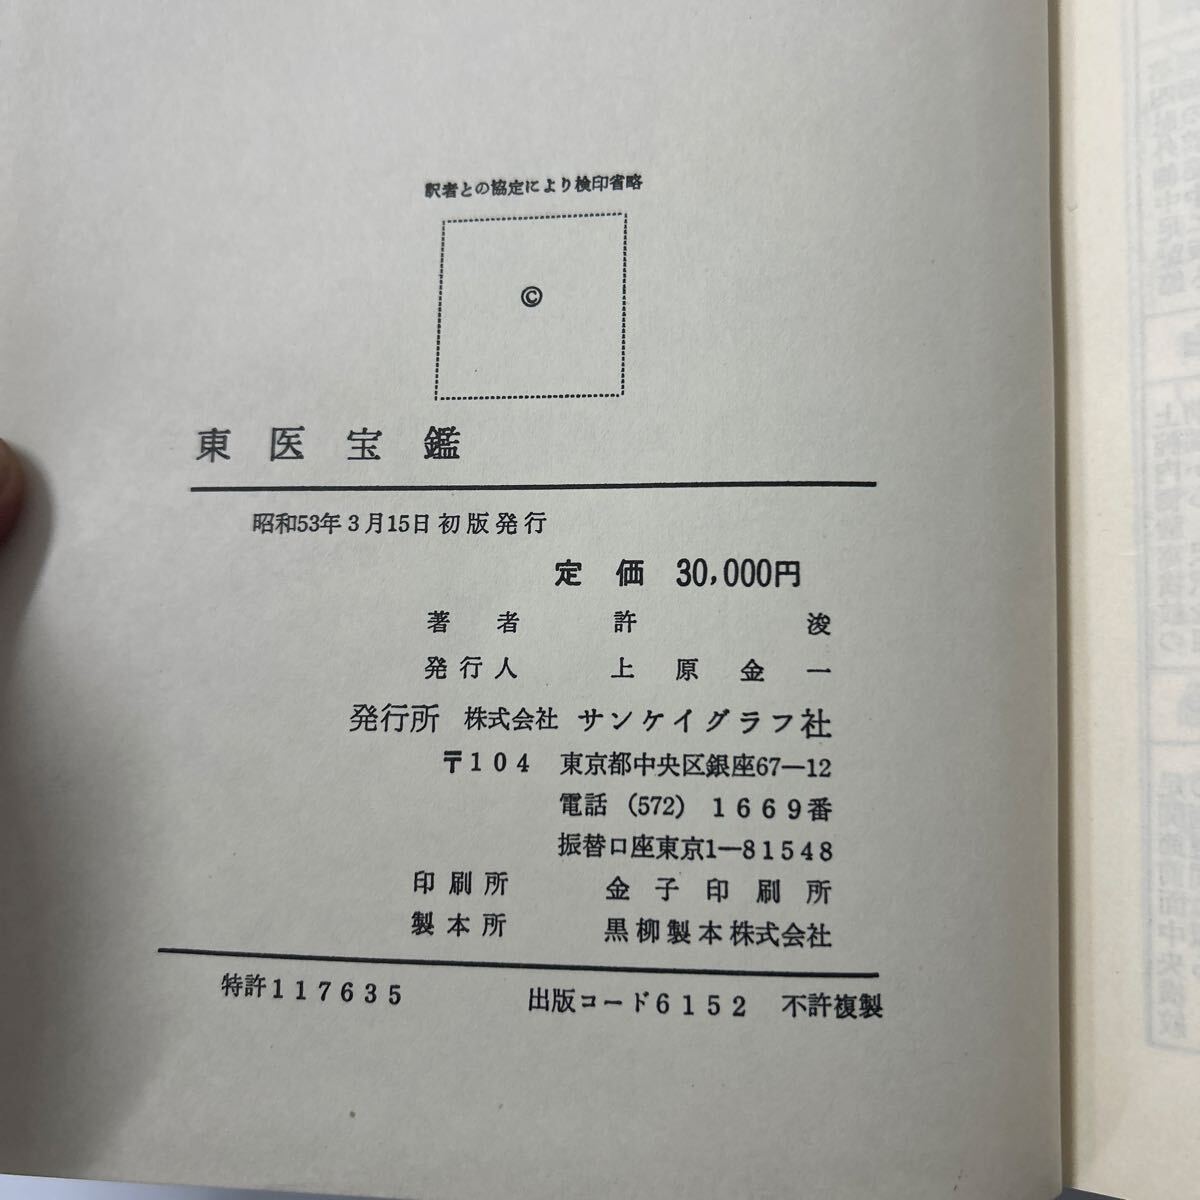 訳者との協定により検印省略
©
東医宝鑑
昭和53年3月15日初版発行
定価 30,000円
著者 許浚
発行人 上原金一
発行所 株式会社 サンケイグラフ社
〒104 東京都中央区銀座67―12
電話 (572) 1669番
振替口座東京1―81548
印刷所 金子印刷所
製本所 黒柳製本株式会社
特許117635 出版コード6152 不許複製